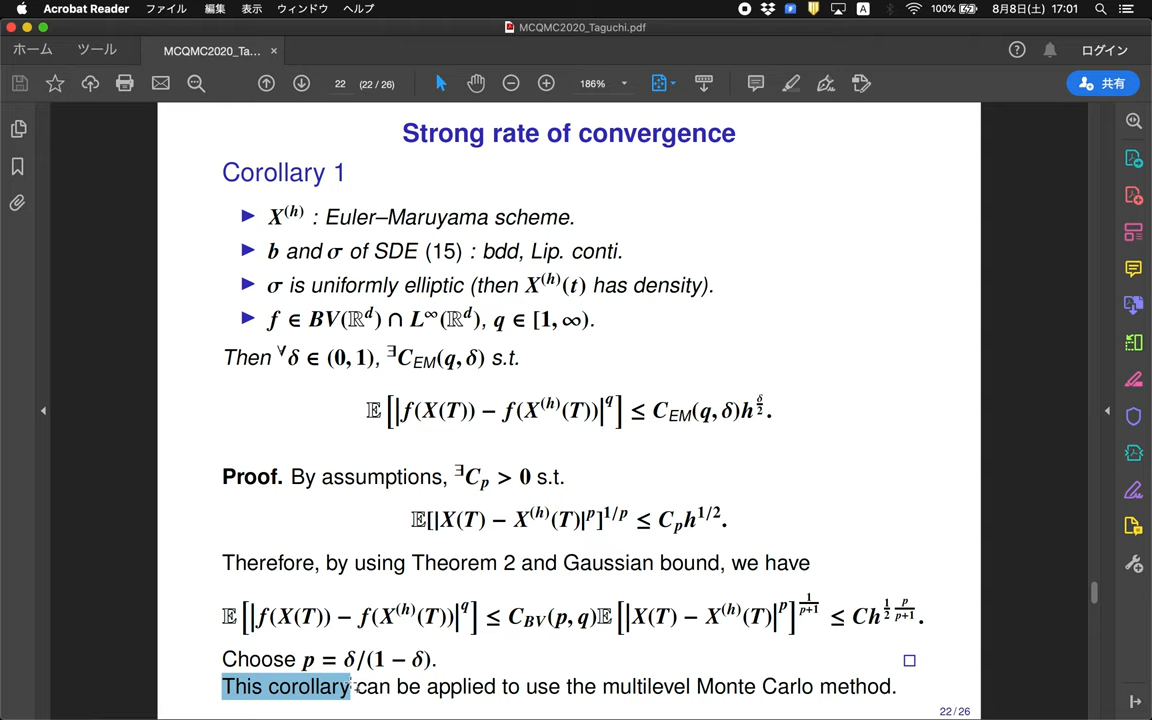 Acrobat Reader ファイル 編集 表示 ウィンドウ ヘルプ A 100% 8月8日(土) 17:01
MCQMC2020_Taguchi.pdf
ホーム ツール MCQMC2020_Ta... × ? ログイン
22 (22 / 26) 186% 共有
Strong rate of convergence
Corollary 1
▶ X^{(h)} : Euler–Maruyama scheme.
▶ b and σ of SDE (15) : bdd, Lip. conti.
▶ σ is uniformly elliptic (then X^{(h)}(t) has density).
▶ f ∈ BV(ℝ^d) ∩ L^∞(ℝ^d), q ∈ [1, ∞).
Then ^∀δ ∈ (0, 1), ^∃C_{EM}(q, δ) s.t.
𝔼[|f(X(T)) − f(X^{(h)}(T))|^q] ≤ C_{EM}(q, δ)h^{δ/2}.
Proof. By assumptions, ^∃C_p > 0 s.t.
𝔼[|X(T) − X^{(h)}(T)|^p]^{1/p} ≤ C_p h^{1/2}.
Therefore, by using Theorem 2 and Gaussian bound, we have
𝔼[|f(X(T)) − f(X^{(h)}(T))|^q] ≤ C_{BV}(p, q)𝔼[|X(T) − X^{(h)}(T)|^p]^{1/(p+1)} ≤ Ch^{1/2 p/(p+1)}.
Choose p = δ/(1 − δ). □
This corollary can be applied to use the multilevel Monte Carlo method.
22 / 26